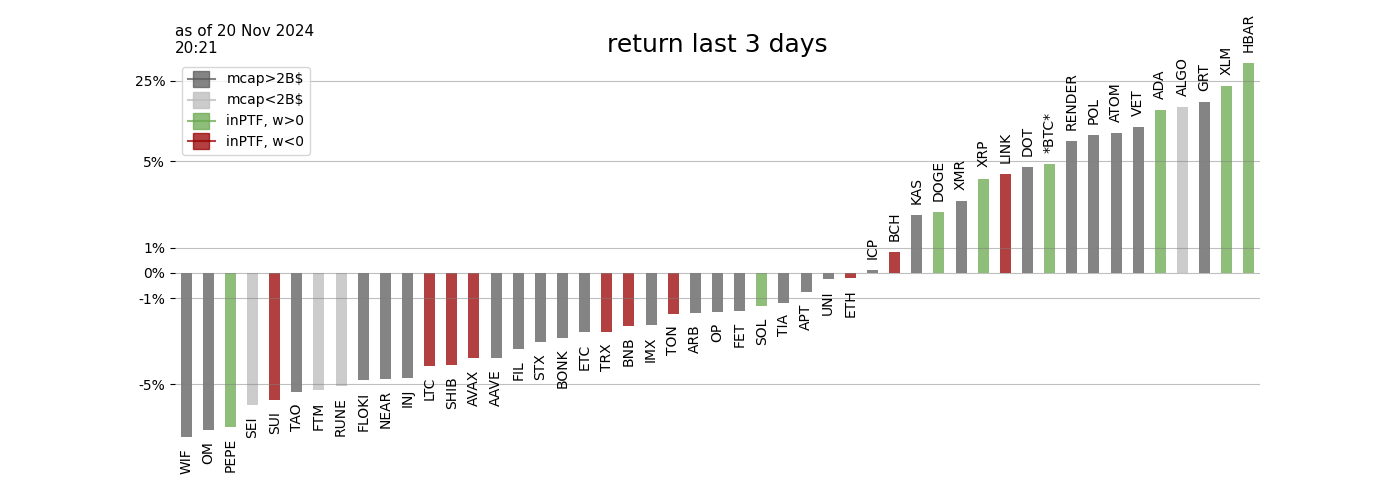 as of 20 Nov 2024
20:21
return last 3 days
mcap>2B$
mcap<2B$
inPTF, w>0
inPTF, w<0
25%
5%
1%
0%
-1%
-5%
WIF
OM
PEPE
SEI
SUI
TAO
FTM
RUNE
FLOKI
NEAR
INJ
LTC
SHIB
AVAX
AAVE
FIL
STX
BONK
ETC
TRX
BNB
IMX
TON
ARB
OP
FET
SOL
TIA
APT
UNI
ETH
ICP
BCH
KAS
DOGE
XMR
XRP
LINK
DOT
*BTC*
RENDER
POL
ATOM
VET
ADA
ALGO
GRT
XLM
HBAR